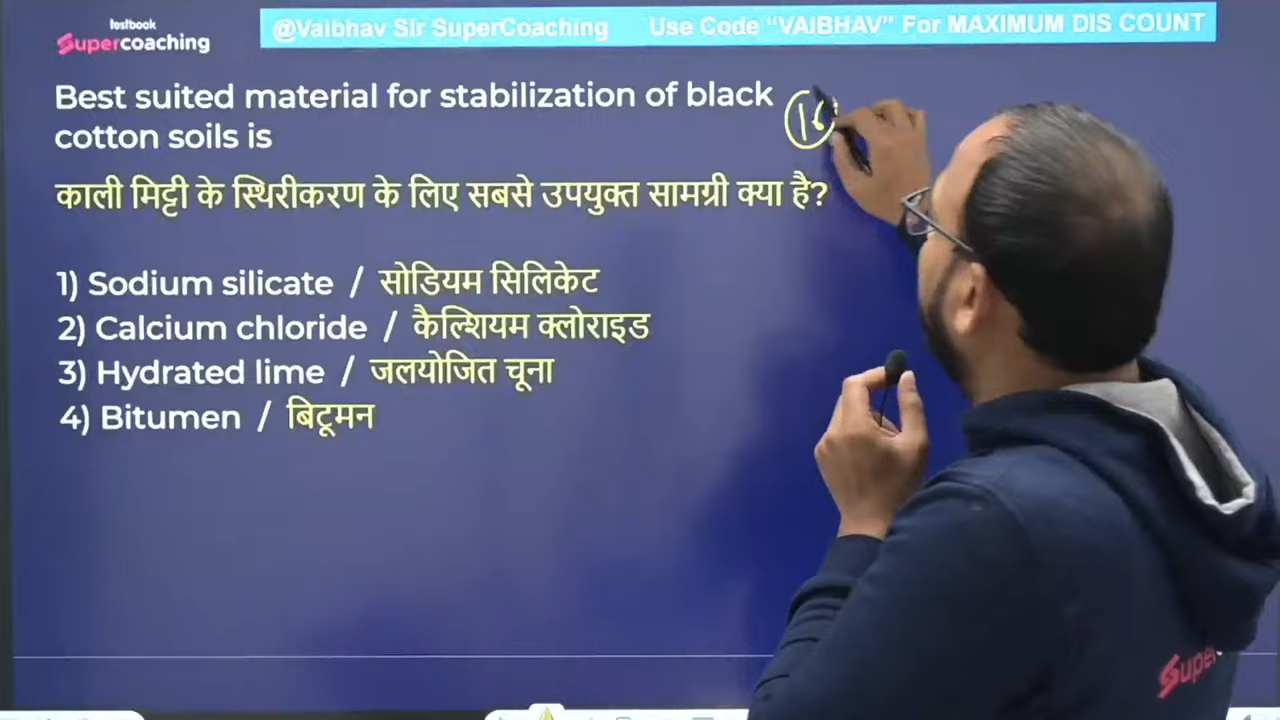 testbook
Supercoaching
@Vaibhav Sir SuperCoaching Use Code “VAIBHAV” For MAXIMUM DIS COUNT
Best suited material for stabilization of black
cotton soils is
16
काली मिट्टी के स्थिरीकरण के लिए सबसे उपयुक्त सामग्री क्या है?
1) Sodium silicate / सोडियम सिलिकेट
2) Calcium chloride / कैल्शियम क्लोराइड
3) Hydrated lime / जलयोजित चूना
4) Bitumen / बिटूमन